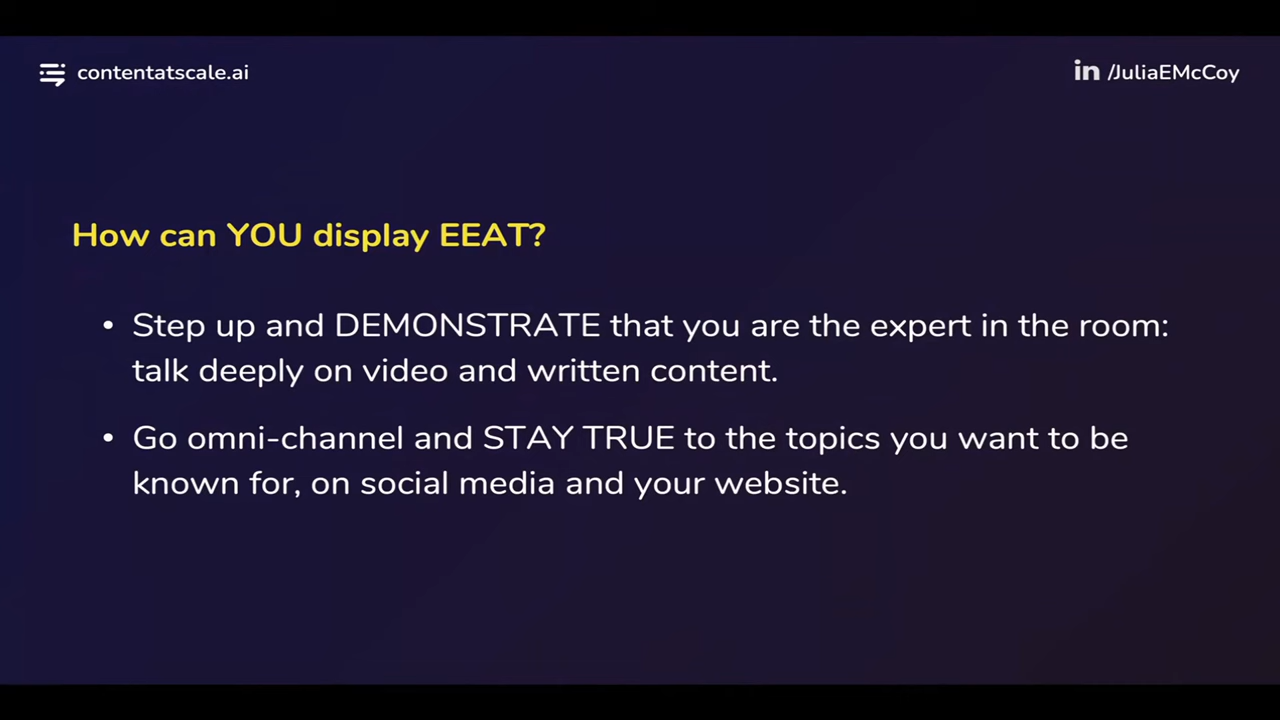 contentatscale.ai
in /JuliaEMcCoy
How can YOU display EEAT?
• Step up and DEMONSTRATE that you are the expert in the room:
talk deeply on video and written content.
• Go omni-channel and STAY TRUE to the topics you want to be
known for, on social media and your website.